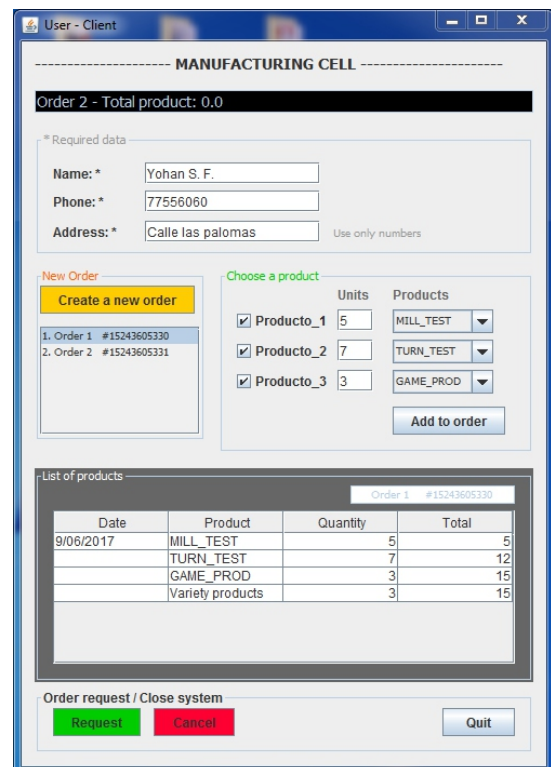 User - Client
---------------------- MANUFACTURING CELL -----------------------
Order 2 - Total product: 0.0
* Required data
Name: * Yohan S. F.
Phone: * 77556060
Address: * Calle las palomas Use only numbers
New Order
Create a new order
1. Order 1 #15243605330
2. Order 2 #15243605331
Choose a product
Units Products
Producto_1 5 MILL_TEST
Producto_2 7 TURN_TEST
Producto_3 3 GAME_PROD
Add to order
List of products
Order 1 #15243605330
Date Product Quantity Total
9/06/2017 MILL_TEST 5 5
TURN_TEST 7 12
GAME_PROD 3 15
Variety products 3 15
Order request / Close system
Request Cancel Quit